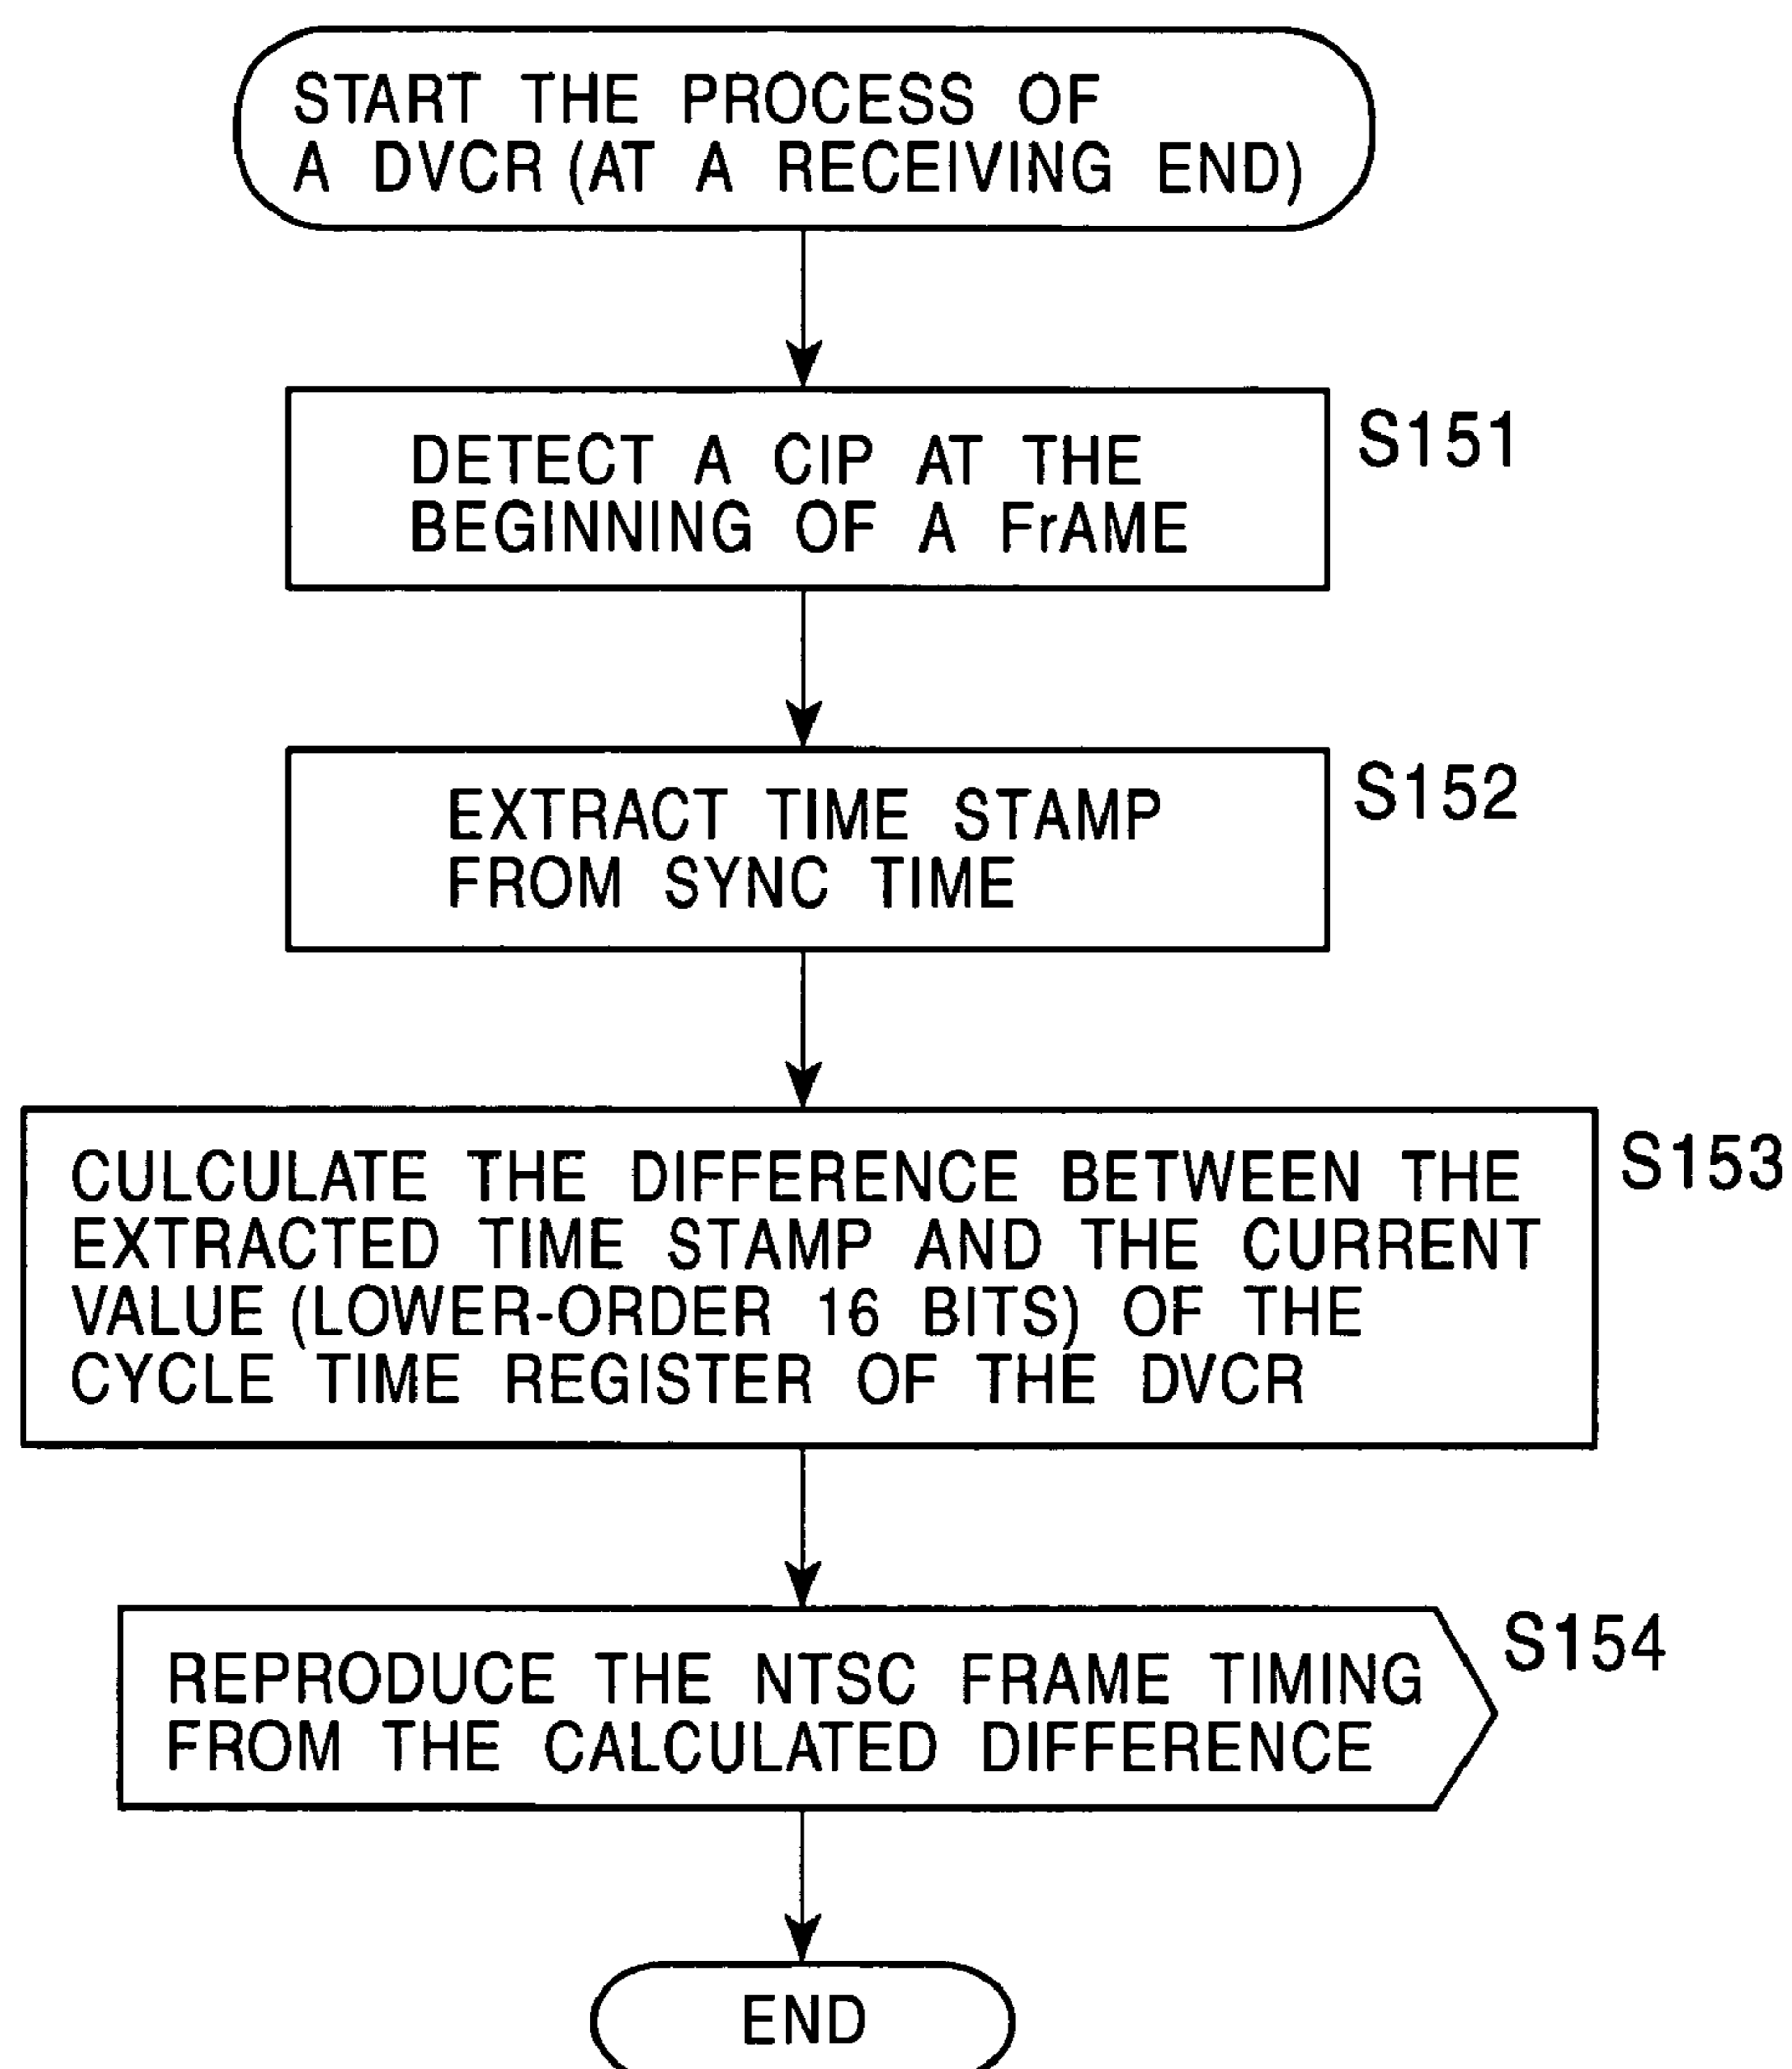 START THE PROCESS OF
A DVCR (AT A RECEIVING END)
DETECT A CIP AT THE
BEGINNING OF A FrAME
S151
EXTRACT TIME STAMP
FROM SYNC TIME
S152
CULCULATE THE DIFFERENCE BETWEEN THE
EXTRACTED TIME STAMP AND THE CURRENT
VALUE (LOWER-ORDER 16 BITS) OF THE
CYCLE TIME REGISTER OF THE DVCR
S153
REPRODUCE THE NTSC FRAME TIMING
FROM THE CALCULATED DIFFERENCE
S154
END